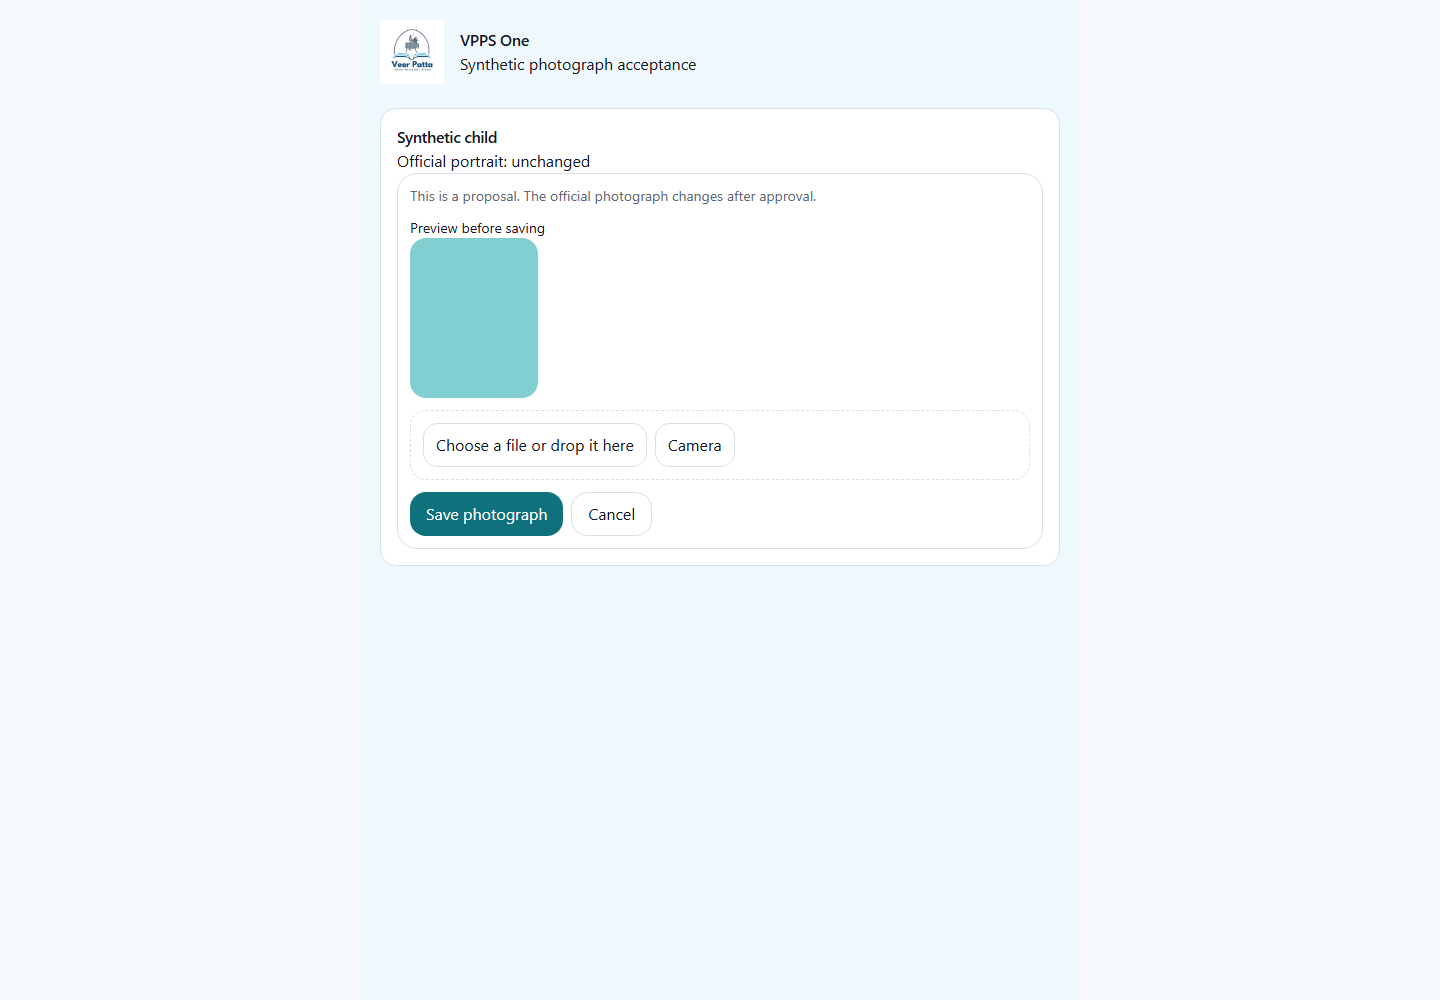 Veer Patta
VPPS One
Synthetic photograph acceptance
Synthetic child
Official portrait: unchanged
This is a proposal. The official photograph changes after approval.
Preview before saving
Choose a file or drop it here
Camera
Save photograph
Cancel